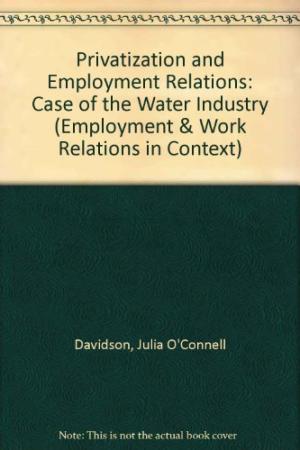 Privatization and
Employment Relations:
Case of the Water Industry
(Employment & Work
Relations in Context)
Davidson, Julia O'Connell
Note: This is not the actual book cover